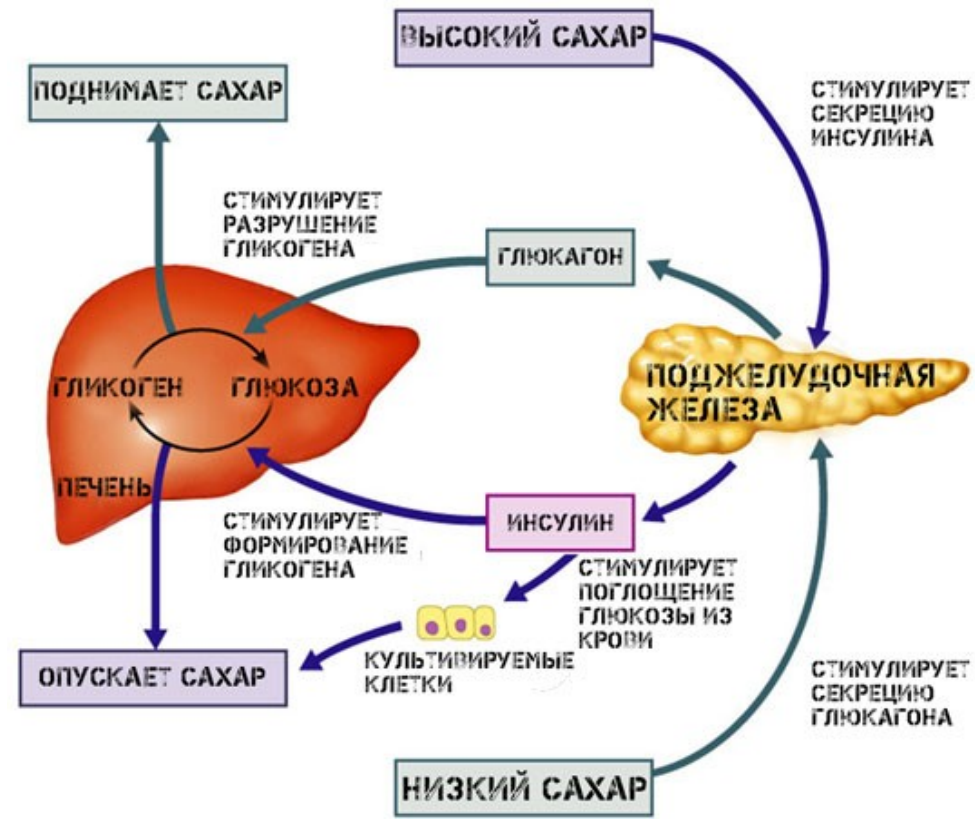 ВЫСОКИЙ САХАР
ПОДНИМАЕТ САХАР
СТИМУЛИРУЕТ
СЕКРЕЦИЮ
ИНСУЛИНА
СТИМУЛИРУЕТ
РАЗРУШЕНИЕ
ГЛИКОГЕНА
ГЛЮКАГОН
ГЛИКОГЕН
ГЛЮКОЗА
ПОДЖЕЛУДОЧНАЯ
ЖЕЛЕЗА
ПЕЧЕНЬ
ИНСУЛИН
СТИМУЛИРУЕТ
ФОРМИРОВАНИЕ
ГЛИКОГЕНА
СТИМУЛИРУЕТ
ПОГЛОЩЕНИЕ
ГЛЮКОЗЫ ИЗ
КРОВИ
КУЛЬТИВИРУЕМЫЕ
КЛЕТКИ
ОПУСКАЕТ САХАР
СТИМУЛИРУЕТ
СЕКРЕЦИЮ
ГЛЮКАГОНА
НИЗКИЙ САХАР